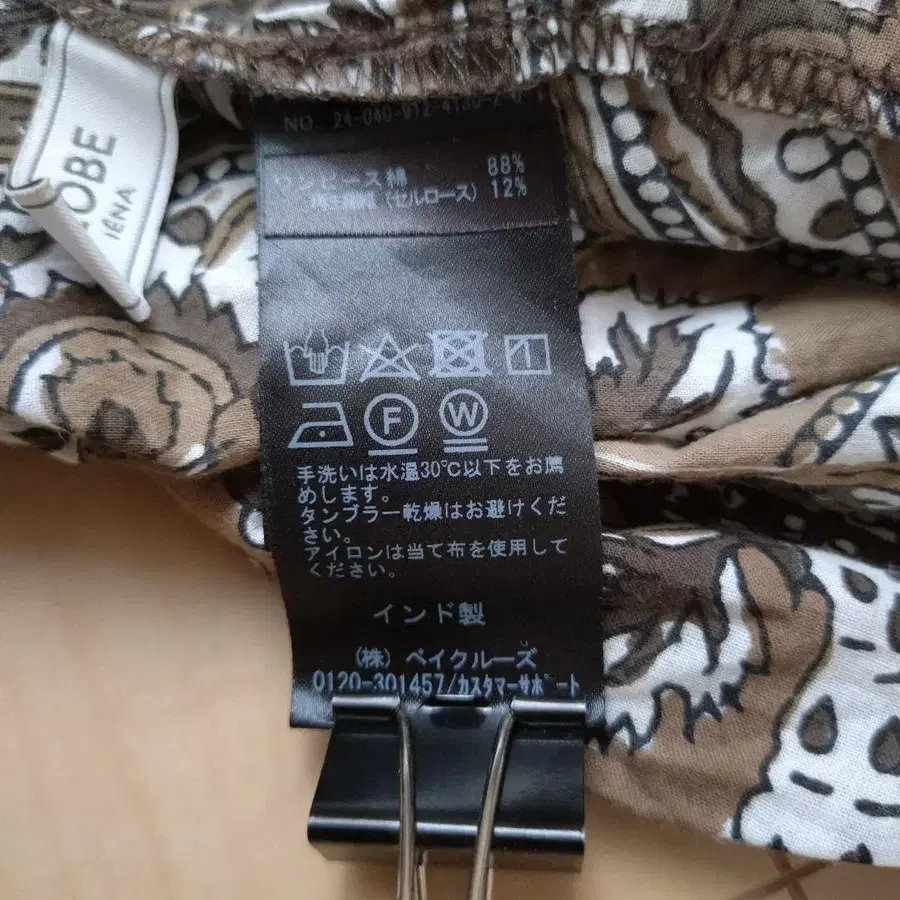 OBE
IÉNA
NO. 24-040-912-4130-2-0
ワンピース綿 88%
再生繊維(セルロース) 12%
F W
手洗いは水温30℃以下をお薦
めします。
タンブラー乾燥はお避けくだ
さい。
アイロンは当て布を使用して
ください。
インド製
(株) ベイクルーズ
0120-301457/カスタマーサポート